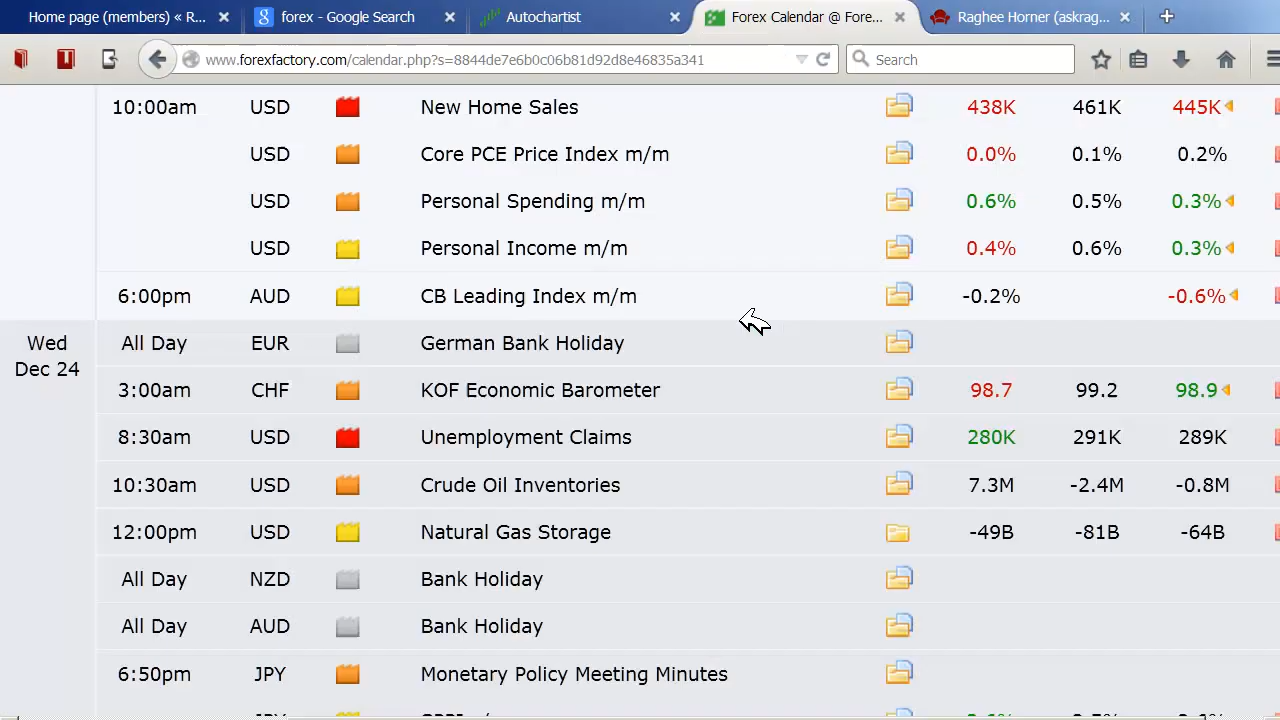 Home page (members) « R...
forex - Google Search
Autochartist
Forex Calendar @ Fore...
Raghee Horner (askrag...
www.forexfactory.com/calendar.php?s=8844de7e6b0c06b81d92d8e46835a341
Search
10:00am USD New Home Sales 438K 461K 445K
USD Core PCE Price Index m/m 0.0% 0.1% 0.2%
USD Personal Spending m/m 0.6% 0.5% 0.3%
USD Personal Income m/m 0.4% 0.6% 0.3%
6:00pm AUD CB Leading Index m/m -0.2% -0.6%
Wed
Dec 24
All Day EUR German Bank Holiday
3:00am CHF KOF Economic Barometer 98.7 99.2 98.9
8:30am USD Unemployment Claims 280K 291K 289K
10:30am USD Crude Oil Inventories 7.3M -2.4M -0.8M
12:00pm USD Natural Gas Storage -49B -81B -64B
All Day NZD Bank Holiday
All Day AUD Bank Holiday
6:50pm JPY Monetary Policy Meeting Minutes